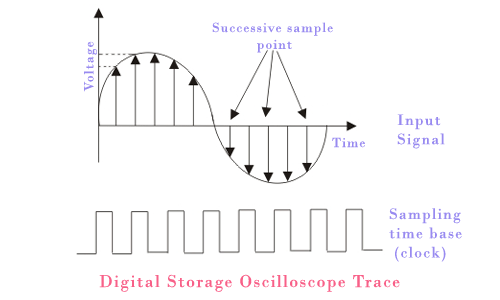 Successive sample
point
Voltage
Time
Input
Signal
Sampling
time base
(clock)
Digital Storage Oscilloscope Trace